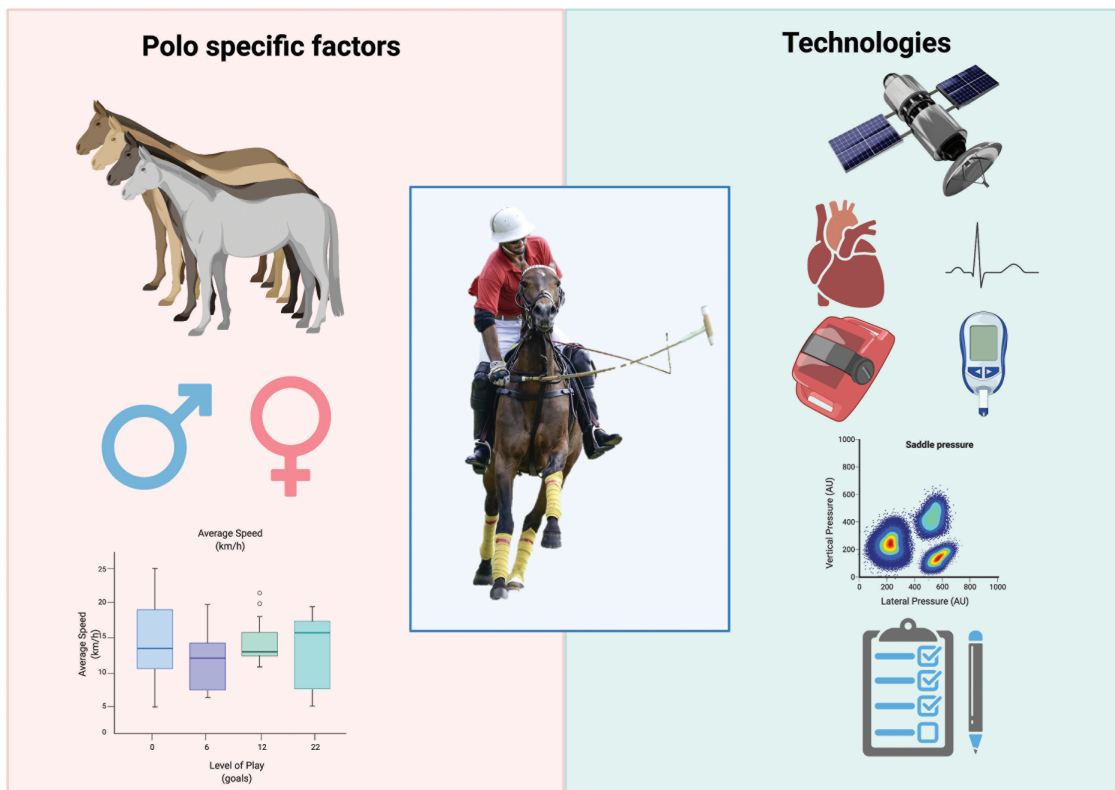 Polo specific factors
Average Speed
(km/h)
Average Speed
(km/h)
25
20
15
10
5
0
0
6
12
22
Level of Play
(goals)
Technologies
Saddle pressure
Vertical Pressure (AU)
1000
800
600
400
200
0
0
200
400
600
800
1000
Lateral Pressure (AU)